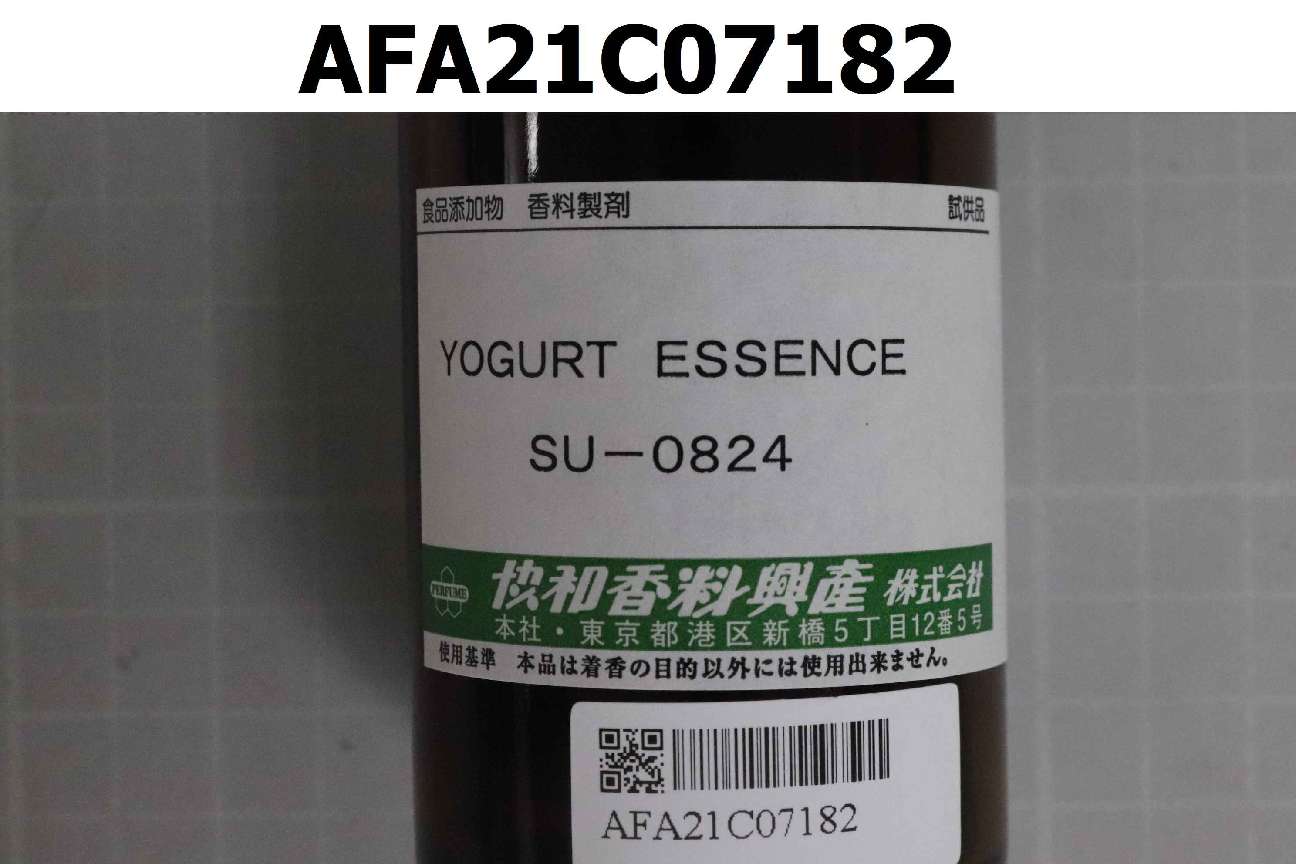 AFA21C07182
食品添加物 香料製剤 試供品
YOGURT ESSENCE
SU-0824
PERFUME
協和香料興産 株式会社
本社・東京都港区新橋5丁目12番5号
使用基準 本品は着香の目的以外には使用出来ません。
AFA21C07182